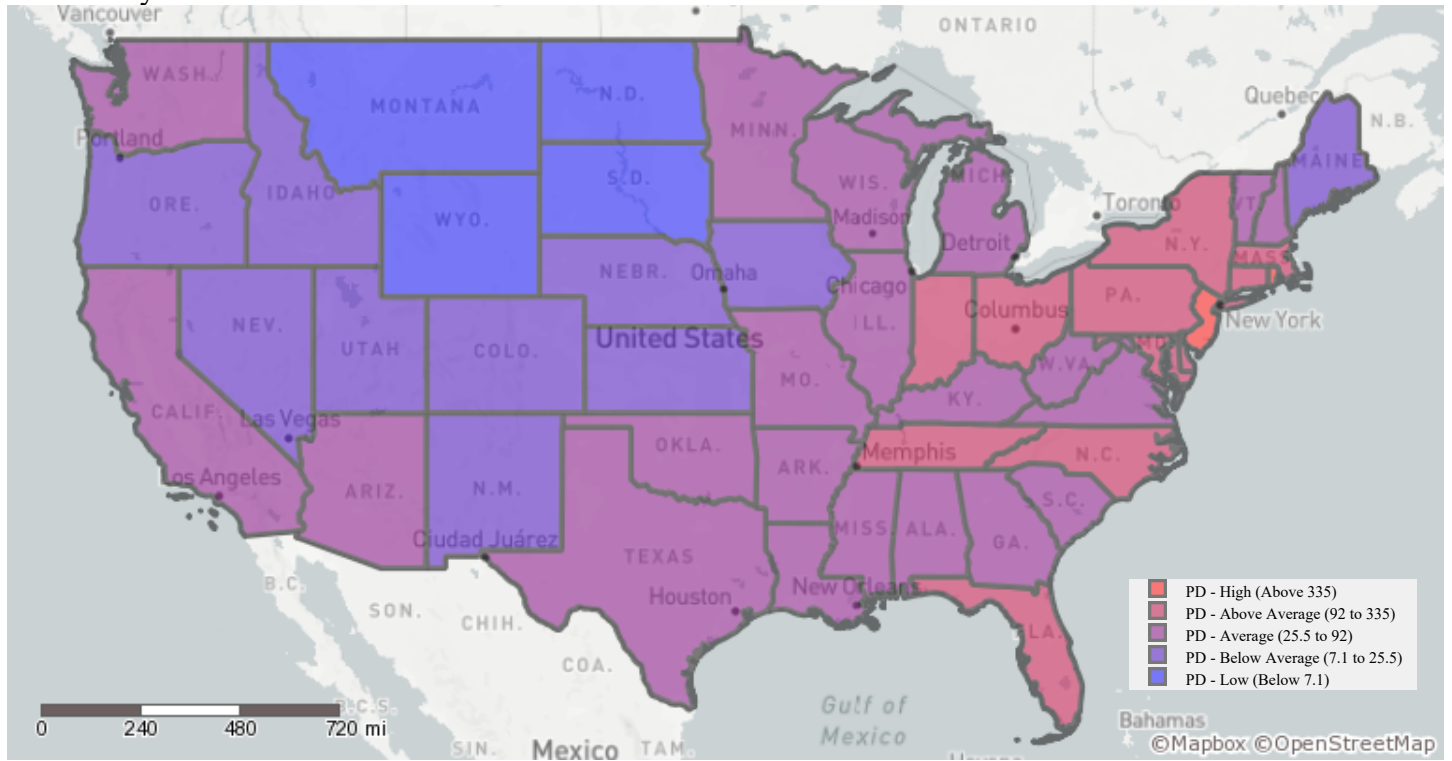 Vancouver
ONTARIO
WASH.
MONTANA
N.D.
Quebec
N.B.
Portland
MINN.
MAINE
ORE.
IDAHO
S.D.
WIS.
MICH
VT.
Toronto
WYO.
Madison
Detroit
N.Y.
MASS
NEBR.
Omaha
Chicago
Columbus
PA.
New York
NEV.
UTAH
COLO.
United States
ILL.
MD.
W.VA
MO.
KY.
CALIF.
Las Vegas
OKLA.
Memphis
N.C.
Los Angeles
ARIZ.
N.M.
ARK.
S.C.
Ciudad Juárez
TEXAS
MISS.
ALA.
GA.
B.C.
Houston
New Orleans
SON.
CHIH.
FLA.
PD - High (Above 335)
PD - Above Average (92 to 335)
PD - Average (25.5 to 92)
PD - Below Average (7.1 to 25.5)
PD - Low (Below 7.1)
COA.
B.C.S.
Gulf of
Mexico
Bahamas
0 240 480 720 mi
SIN.
Mexico
TAM.
©Mapbox ©OpenStreetMap